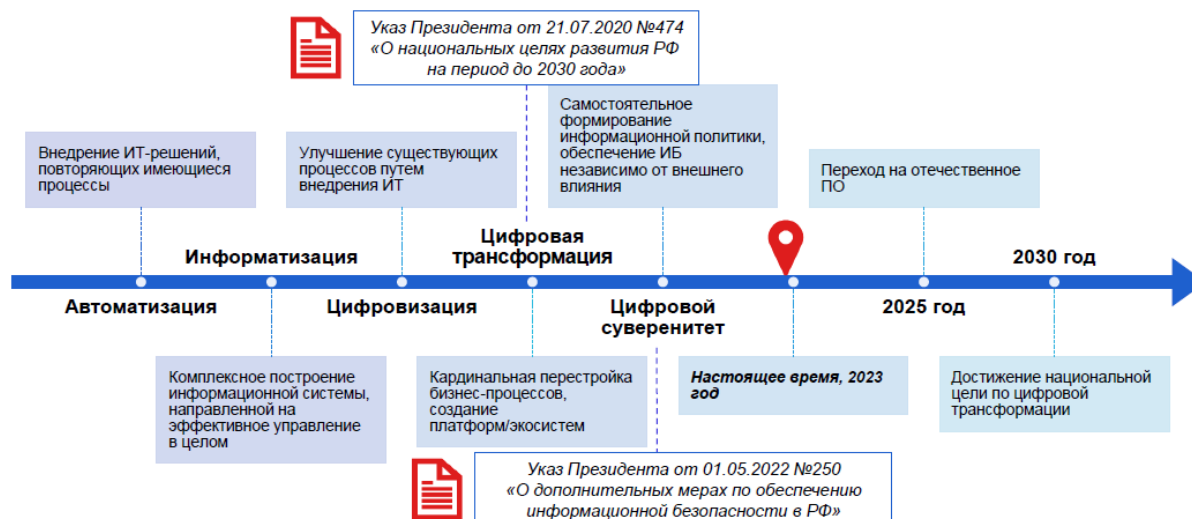 Указ Президента от 21.07.2020 №474
«О национальных целях развития РФ
на период до 2030 года»
Внедрение ИТ-решений,
повторяющих имеющиеся
процессы
Улучшение существующих
процессов путем
внедрения ИТ
Самостоятельное
формирование
информационной политики,
обеспечение ИБ
независимо от внешнего
влияния
Переход на отечественное
ПО
Информатизация
Цифровая
трансформация
2030 год
Автоматизация
Цифровизация
Цифровой
суверенитет
2025 год
Комплексное построение
информационной системы,
направленной на
эффективное управление
в целом
Кардинальная перестройка
бизнес-процессов,
создание
платформ/экосистем
Настоящее время, 2023
год
Достижение национальной
цели по цифровой
трансформации
Указ Президента от 01.05.2022 №250
«О дополнительных мерах по обеспечению
информационной безопасности в РФ»